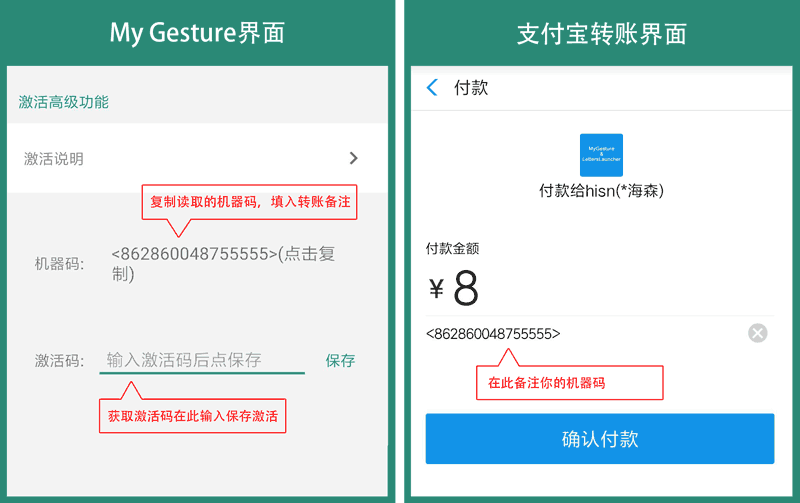 My Gesture界面
激活高级功能
激活说明
复制读取的机器码，填入转账备注
机器码:
<862860048755555>(点击复
制)
激活码:
输入激活码后点保存
保存
获取激活码在此输入保存激活
支付宝转账界面
付款
MyGesture
&
LettersLauncher
付款给hisn(*海森)
付款金额
¥ 8
<862860048755555>
在此备注你的机器码
确认付款